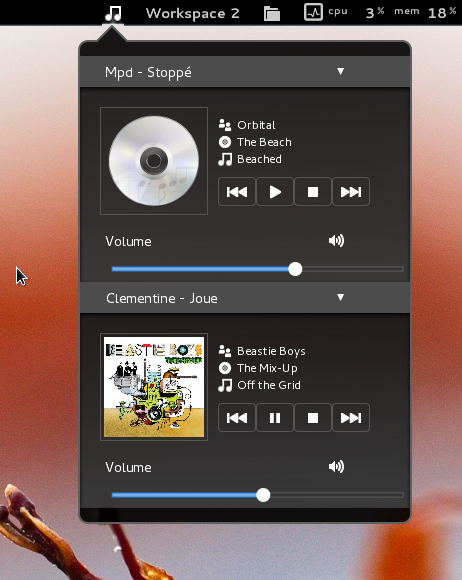 Workspace 2 cpu 3 % mem 18 %
Mpd - Stoppé
Orbital
The Beach
Beached
Volume
Clementine - Joue
BEASTIE BOYS
Beastie Boys
The Mix-Up
Off the Grid
Volume